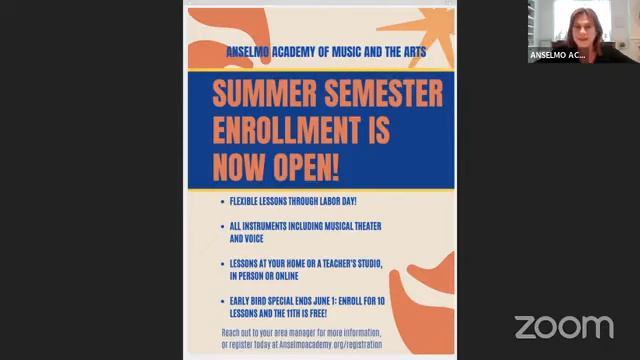 ANSELMO ACADEMY OF MUSIC AND THE ARTS
SUMMER SEMESTER
ENROLLMENT IS
NOW OPEN!
• FLEXIBLE LESSONS THROUGH LABOR DAY!
• ALL INSTRUMENTS INCLUDING MUSICAL THEATER
AND VOICE
• LESSONS AT YOUR HOME OR A TEACHER'S STUDIO,
IN PERSON OR ONLINE
• EARLY BIRD SPECIAL ENDS JUNE 1: ENROLL FOR 10
LESSONS AND THE 11TH IS FREE!
Reach out to your area manager for more information,
or register today at Anselmoacademy.org/registration
ANSELMO AC...
zoom